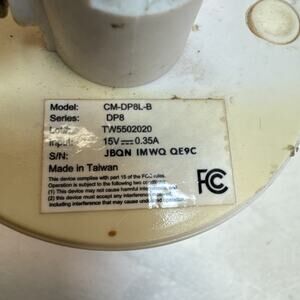 Model: CM-DP8L-B
Series: DP8
Lot#: TW5502020
Input: 15V⎓0.35A
S/N: JBQN IMWQ QE9C
Made in Taiwan
This device complies with part 15 of the FCC rules.
Operation is subject to the following two conditions:
(1) This device may not cause harmful interference, and
(2) this device must accept any interference received,
including interference that may cause undesired operation.
FC